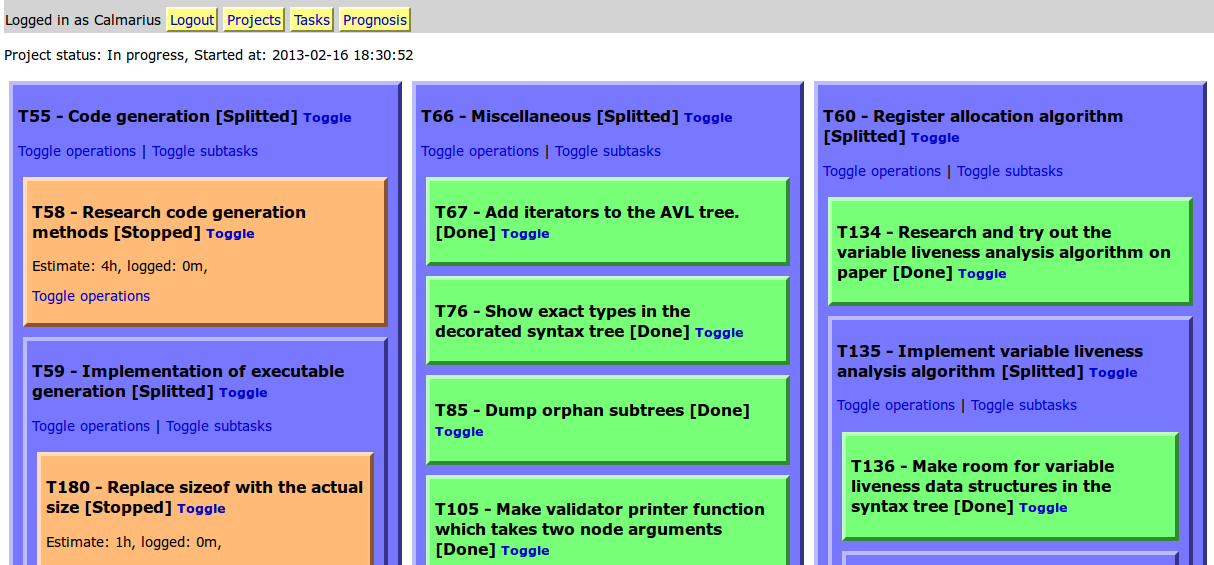 Logged in as Calmarius Logout Projects Tasks Prognosis
Project status: In progress, Started at: 2013-02-16 18:30:52
T55 - Code generation [Splitted] Toggle
Toggle operations | Toggle subtasks
T58 - Research code generation
methods [Stopped] Toggle
Estimate: 4h, logged: 0m,
Toggle operations
T59 - Implementation of executable
generation [Splitted] Toggle
Toggle operations | Toggle subtasks
T180 - Replace sizeof with the actual
size [Stopped] Toggle
Estimate: 1h, logged: 0m,
T66 - Miscellaneous [Splitted] Toggle
Toggle operations | Toggle subtasks
T67 - Add iterators to the AVL tree.
[Done] Toggle
T76 - Show exact types in the
decorated syntax tree [Done] Toggle
T85 - Dump orphan subtrees [Done]
Toggle
T105 - Make validator printer function
which takes two node arguments
[Done] Toggle
T60 - Register allocation algorithm
[Splitted] Toggle
Toggle operations | Toggle subtasks
T134 - Research and try out the
variable liveness analysis algorithm on
paper [Done] Toggle
T135 - Implement variable liveness
analysis algorithm [Splitted] Toggle
Toggle operations | Toggle subtasks
T136 - Make room for variable
liveness data structures in the
syntax tree [Done] Toggle